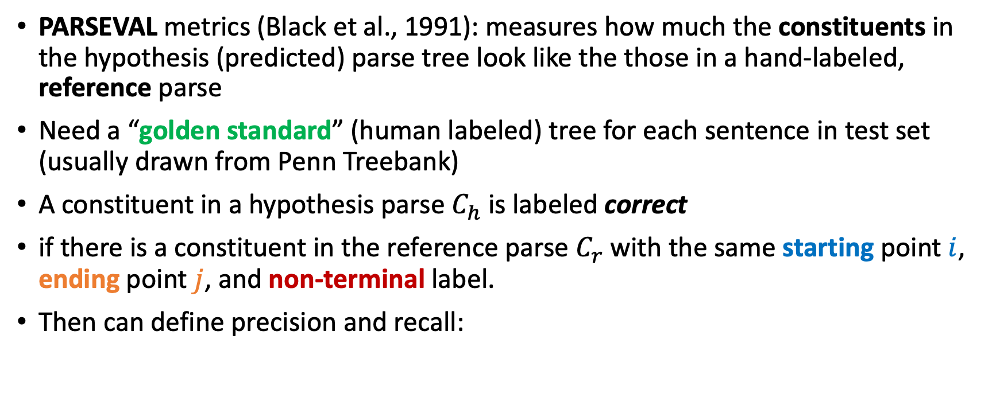 • PARSEVAL metrics (Black et al., 1991): measures how much the constituents in
the hypothesis (predicted) parse tree look like the those in a hand-labeled,
reference parse
• Need a “golden standard” (human labeled) tree for each sentence in test set
(usually drawn from Penn Treebank)
• A constituent in a hypothesis parse C_h is labeled correct
• if there is a constituent in the reference parse C_r with the same starting point i,
ending point j, and non-terminal label.
• Then can define precision and recall: